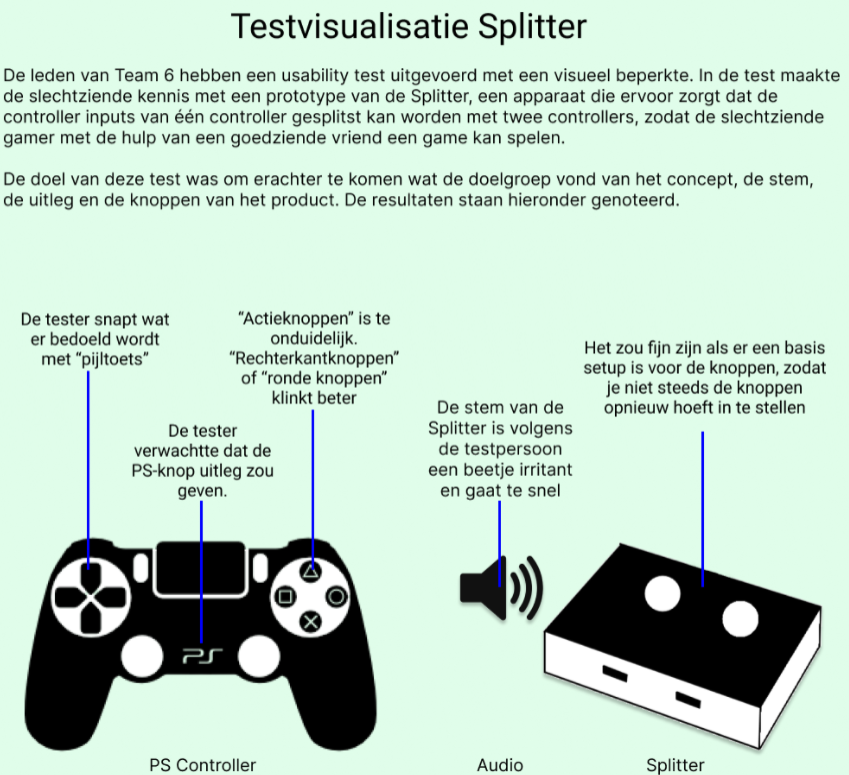 Testvisualisatie Splitter
De leden van Team 6 hebben een usability test uitgevoerd met een visueel beperkte. In de test maakte
de slechtziende kennis met een prototype van de Splitter, een apparaat die ervoor zorgt dat de
controller inputs van één controller gesplitst kan worden met twee controllers, zodat de slechtziende
gamer met de hulp van een goedziende vriend een game kan spelen.
De doel van deze test was om erachter te komen wat de doelgroep vond van het concept, de stem,
de uitleg en de knoppen van het product. De resultaten staan hieronder genoteerd.
De tester snapt wat
er bedoeld wordt
met “pijltoets”
“Actieknoppen” is te
onduidelijk.
“Rechterkantknoppen”
of “ronde knoppen”
klinkt beter
De tester
verwachtte dat de
PS-knop uitleg zou
geven.
De stem van de
Splitter is volgens
de testpersoon
een beetje irritant
en gaat te snel
Het zou fijn zijn als er een basis
setup is voor de knoppen, zodat
je niet steeds de knoppen
opnieuw hoeft in te stellen
PS
PS Controller
Audio
Splitter